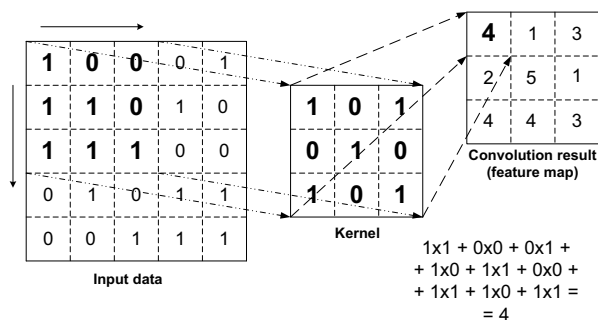 1 0 0 0 1
1 1 0 1 0
1 1 1 0 0
0 1 0 1 1
0 0 1 1 1
Input data
1 0 1
0 1 0
1 0 1
Kernel
4 1 3
2 5 1
4 4 3
Convolution result
(feature map)
1x1 + 0x0 + 0x1 +
+ 1x0 + 1x1 + 0x0 +
+ 1x1 + 1x0 + 1x1 =
= 4